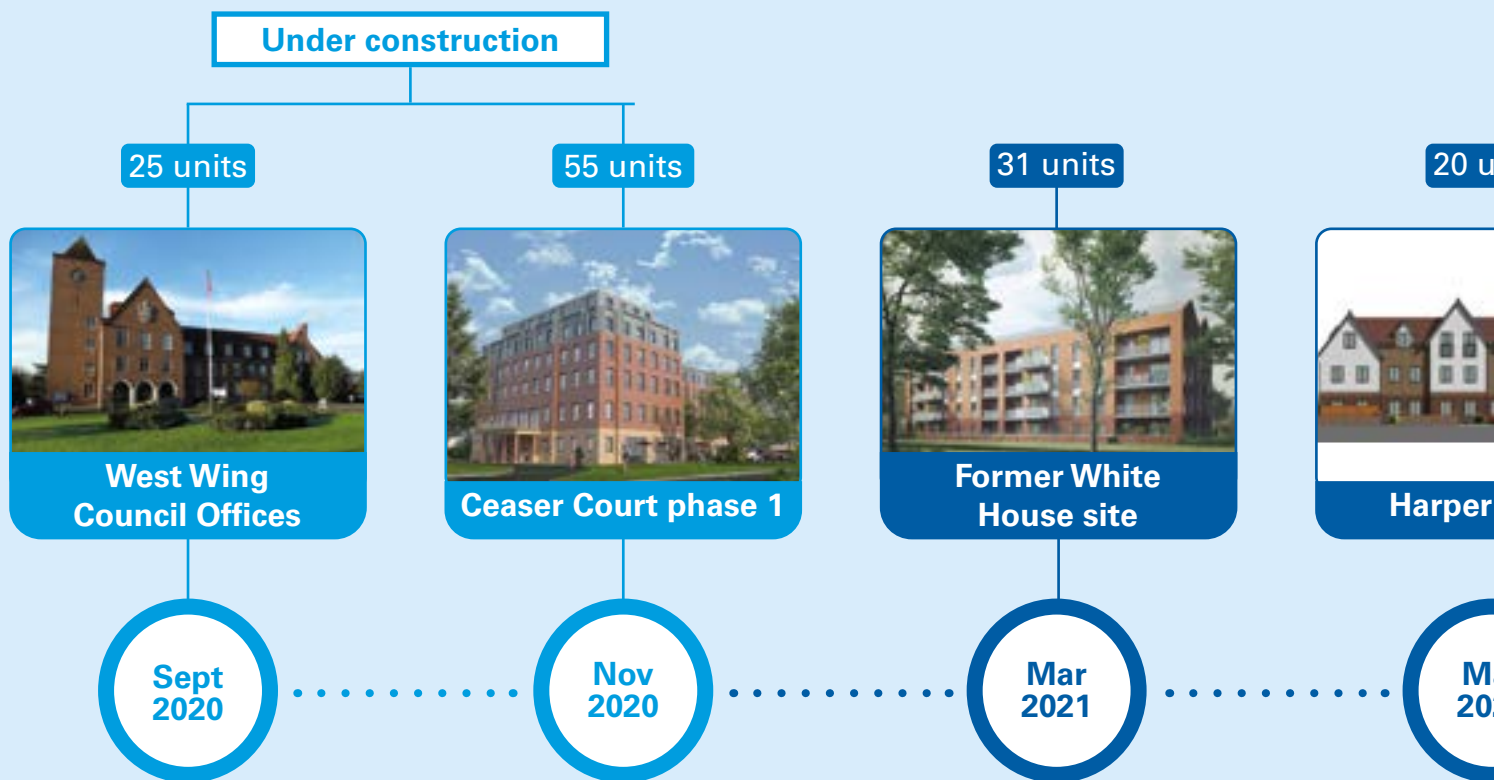 Under construction
25 units
55 units
31 units
20 u
West Wing
Council Offices
Ceaser Court phase 1
Former White
House site
Harper
Sept
2020
Nov
2020
Mar
2021